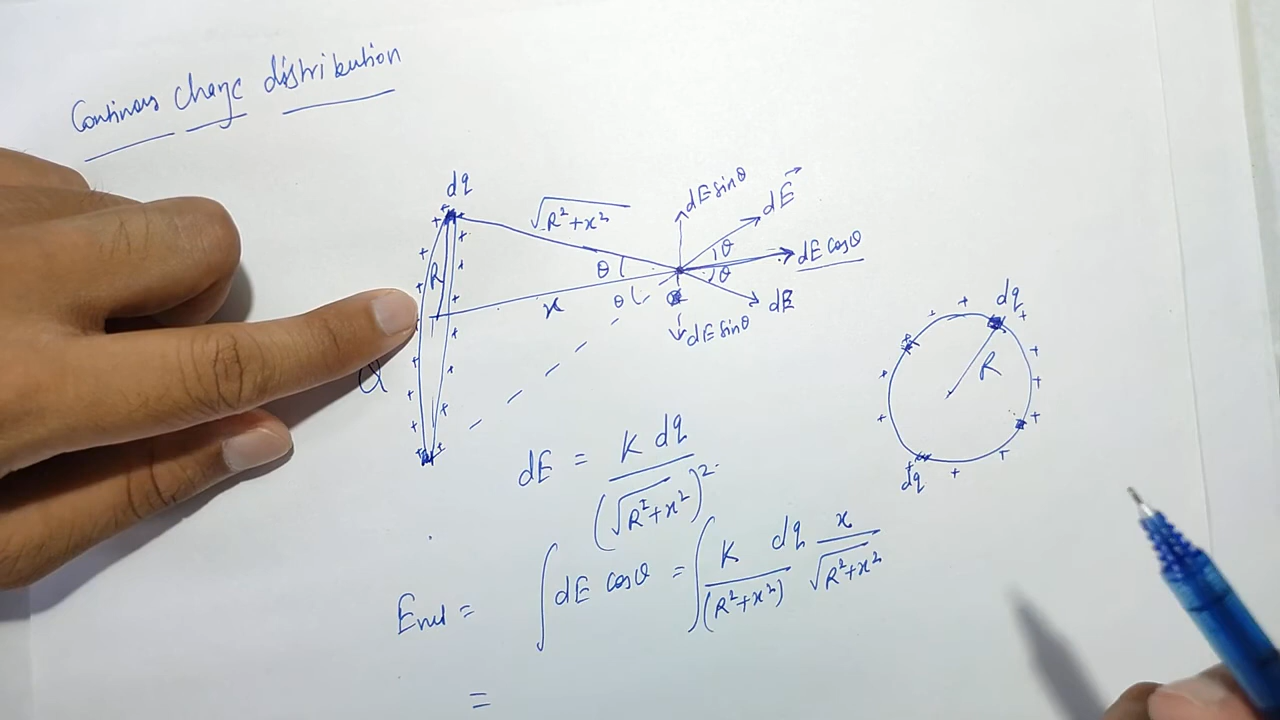 Continous charge distribution
dq
√R²+x²
dE sinθ
dE⃗
θ
dE cosθ
R
θ
θ
x
θ
dE
dE sinθ
Q
dq
R
dq
dE = K dq / (√R²+x²)²
Enet = ∫ dE cosθ = ∫ K dq / (R²+x²) x / √R²+x²
=